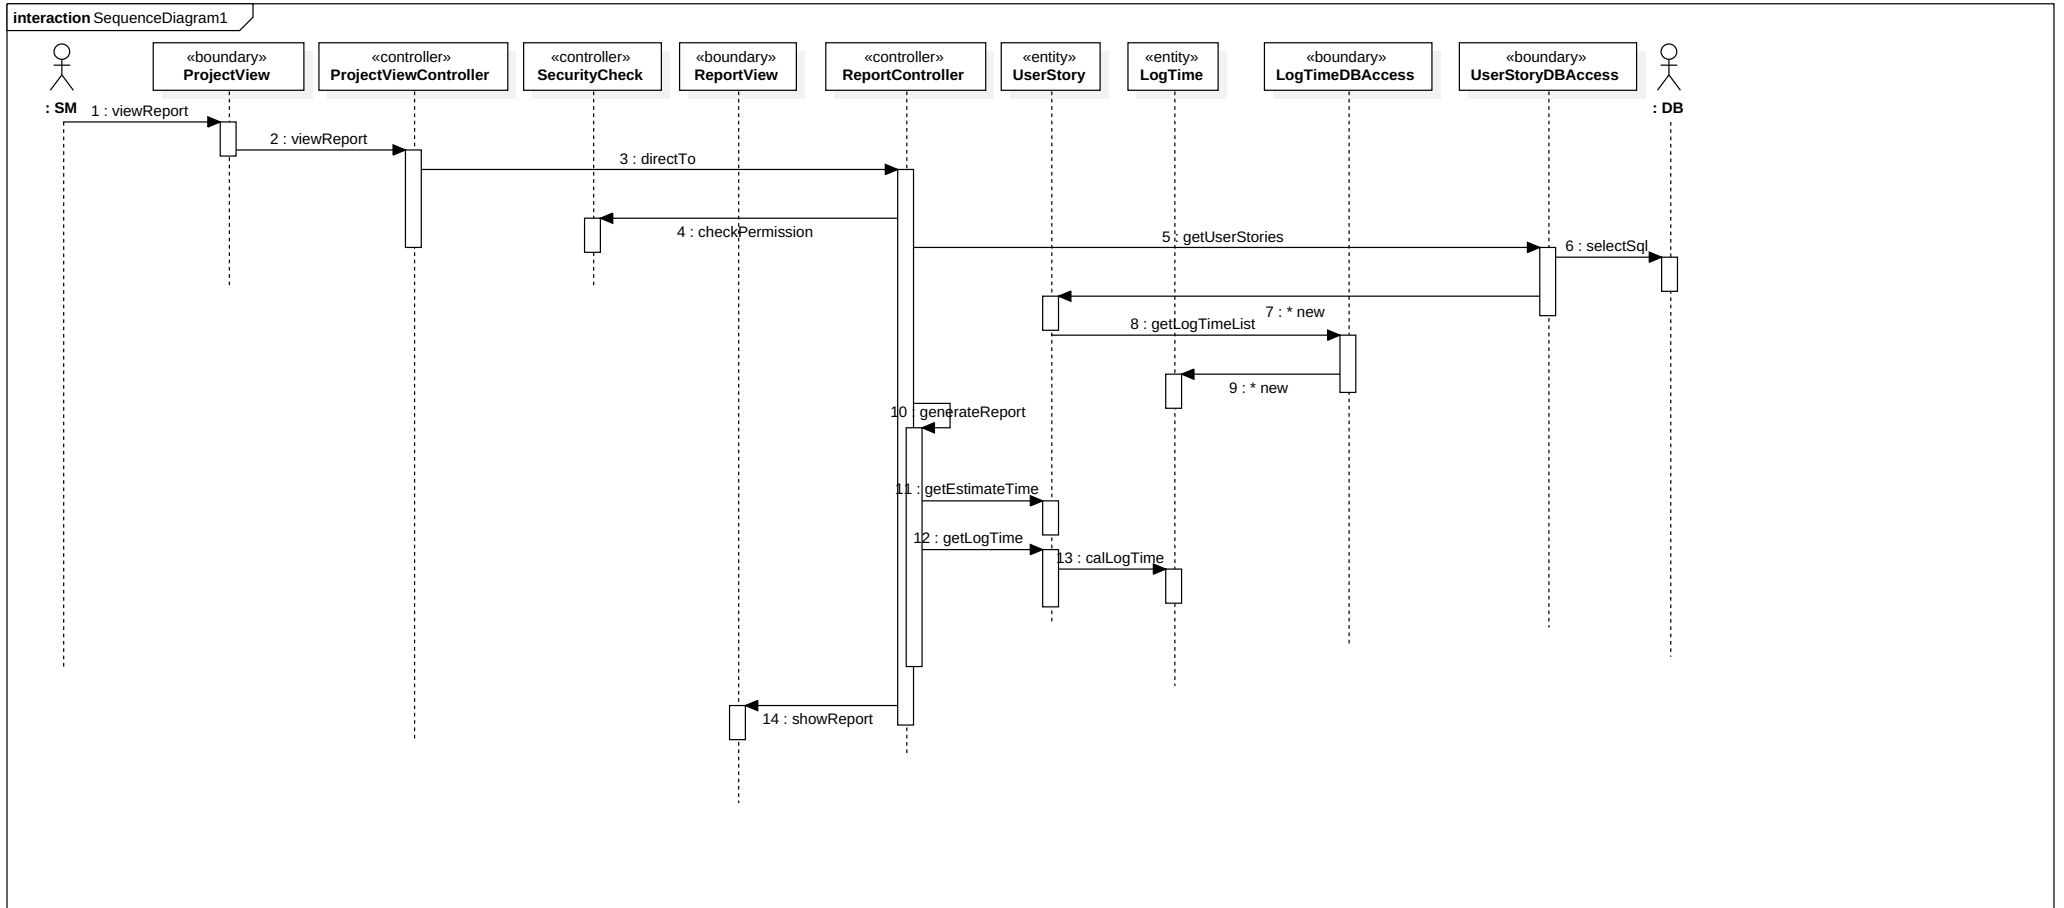 interaction SequenceDiagram1
«boundary»
ProjectView
«controller»
ProjectViewController
«controller»
SecurityCheck
«boundary»
ReportView
«controller»
ReportController
«entity»
UserStory
«entity»
LogTime
«boundary»
LogTimeDBAccess
«boundary»
UserStoryDBAccess
: SM
: DB
1 : viewReport
2 : viewReport
3 : directTo
4 : checkPermission
5 : getUserStories
6 : selectSql
7 : * new
8 : getLogTimeList
9 : * new
10 : generateReport
11 : getEstimateTime
12 : getLogTime
13 : calLogTime
14 : showReport